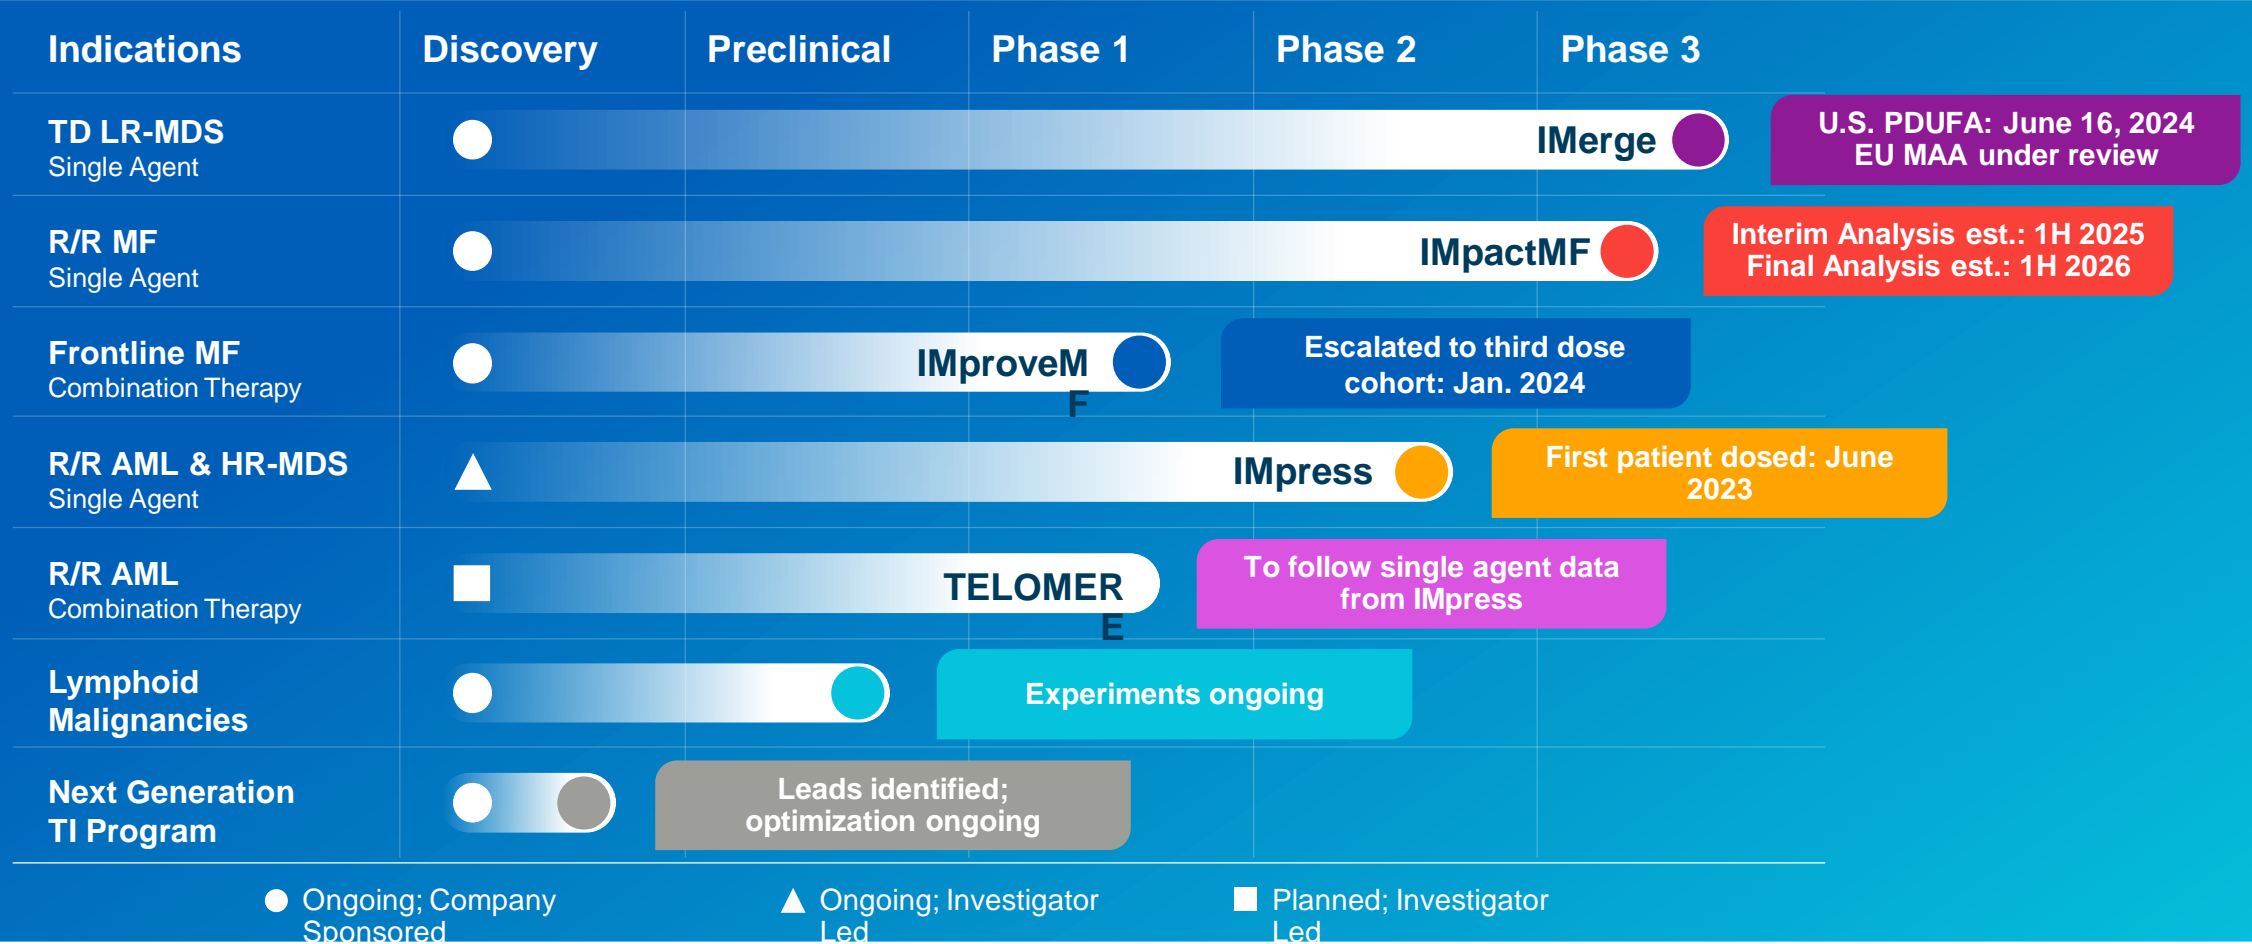 Indications
Discovery
Preclinical
Phase 1
Phase 2
Phase 3
TD LR-MDS
Single Agent
IMerge
U.S. PDUFA: June 16, 2024
EU MAA under review
R/R MF
Single Agent
IMpactMF
Interim Analysis est.: 1H 2025
Final Analysis est.: 1H 2026
Frontline MF
Combination Therapy
IMproveM
F
Escalated to third dose
cohort: Jan. 2024
R/R AML & HR-MDS
Single Agent
IMpress
First patient dosed: June
2023
R/R AML
Combination Therapy
TELOMER
E
To follow single agent data
from IMpress
Lymphoid
Malignancies
Experiments ongoing
Next Generation
TI Program
Leads identified;
optimization ongoing
Ongoing; Company
Sponsored
Ongoing; Investigator
Led
Planned; Investigator
Led